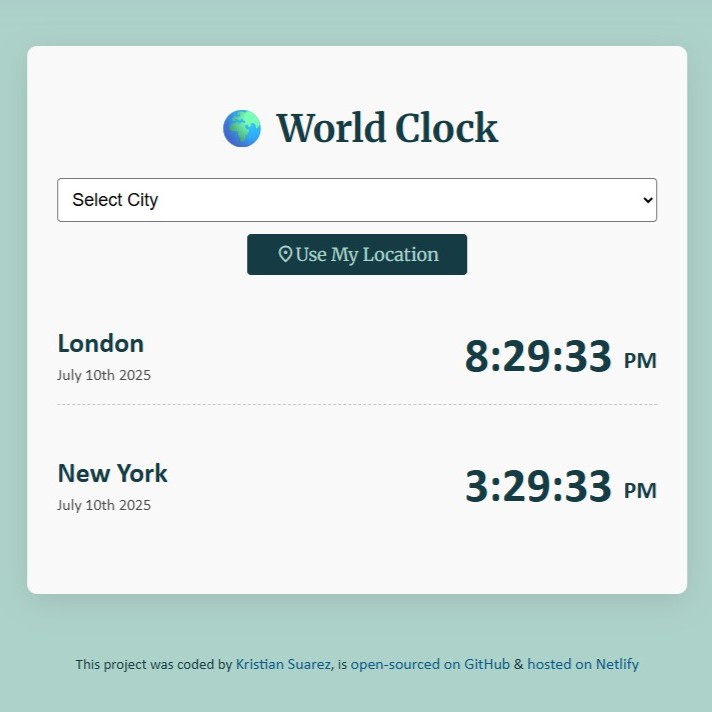 🌍 World Clock
Select City
Use My Location
London
8:29:33 PM
July 10th 2025
New York
3:29:33 PM
July 10th 2025
This project was coded by Kristian Suarez, is open-sourced on GitHub & hosted on Netlify